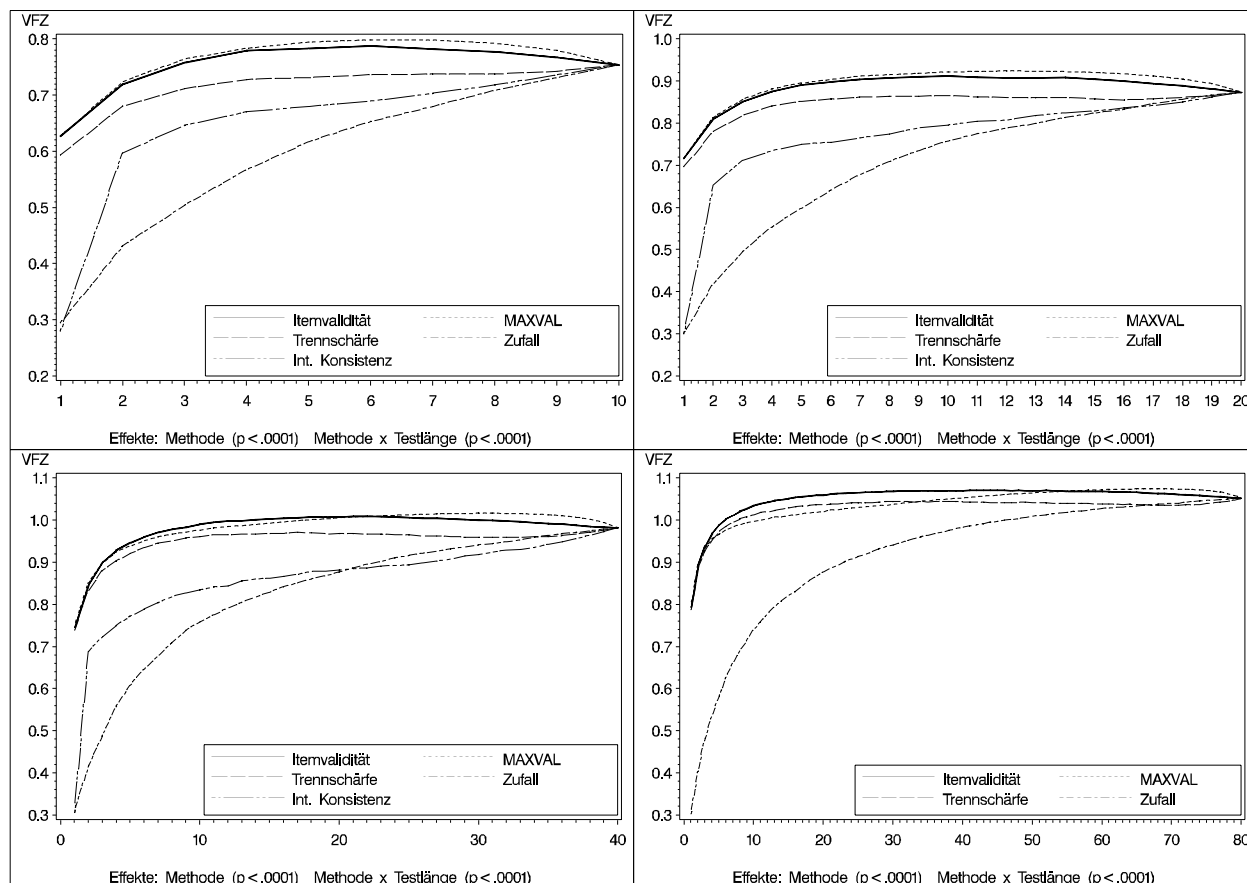 VFZ
0.8
0.7
0.6
0.5
0.4
0.3
0.2
Itemvalidität MAXVAL
Trennschärfe Zufall
Int. Konsistenz
1 2 3 4 5 6 7 8 9 10
Effekte: Methode (p<.0001) Methode x Testlänge (p<.0001)
VFZ
1.0
0.9
0.8
0.7
0.6
0.5
0.4
0.3
0.2
Itemvalidität MAXVAL
Trennschärfe Zufall
Int. Konsistenz
1 2 3 4 5 6 7 8 9 10 11 12 13 14 15 16 17 18 20
Effekte: Methode (p<.0001) Methode x Testlänge (p<.0001)
VFZ
1.1
1.0
0.9
0.8
0.7
0.6
0.5
0.4
0.3
Itemvalidität MAXVAL
Trennschärfe Zufall
Int. Konsistenz
0 10 20 30 40
Effekte: Methode (p<.0001) Methode x Testlänge (p<.0001)
VFZ
1.1
1.0
0.9
0.8
0.7
0.6
0.5
0.4
0.3
Itemvalidität MAXVAL
Trennschärfe Zufall
0 10 20 30 40 50 60 70 80
Effekte: Methode (p<.0001) Methode x Testlänge (p<.0001)